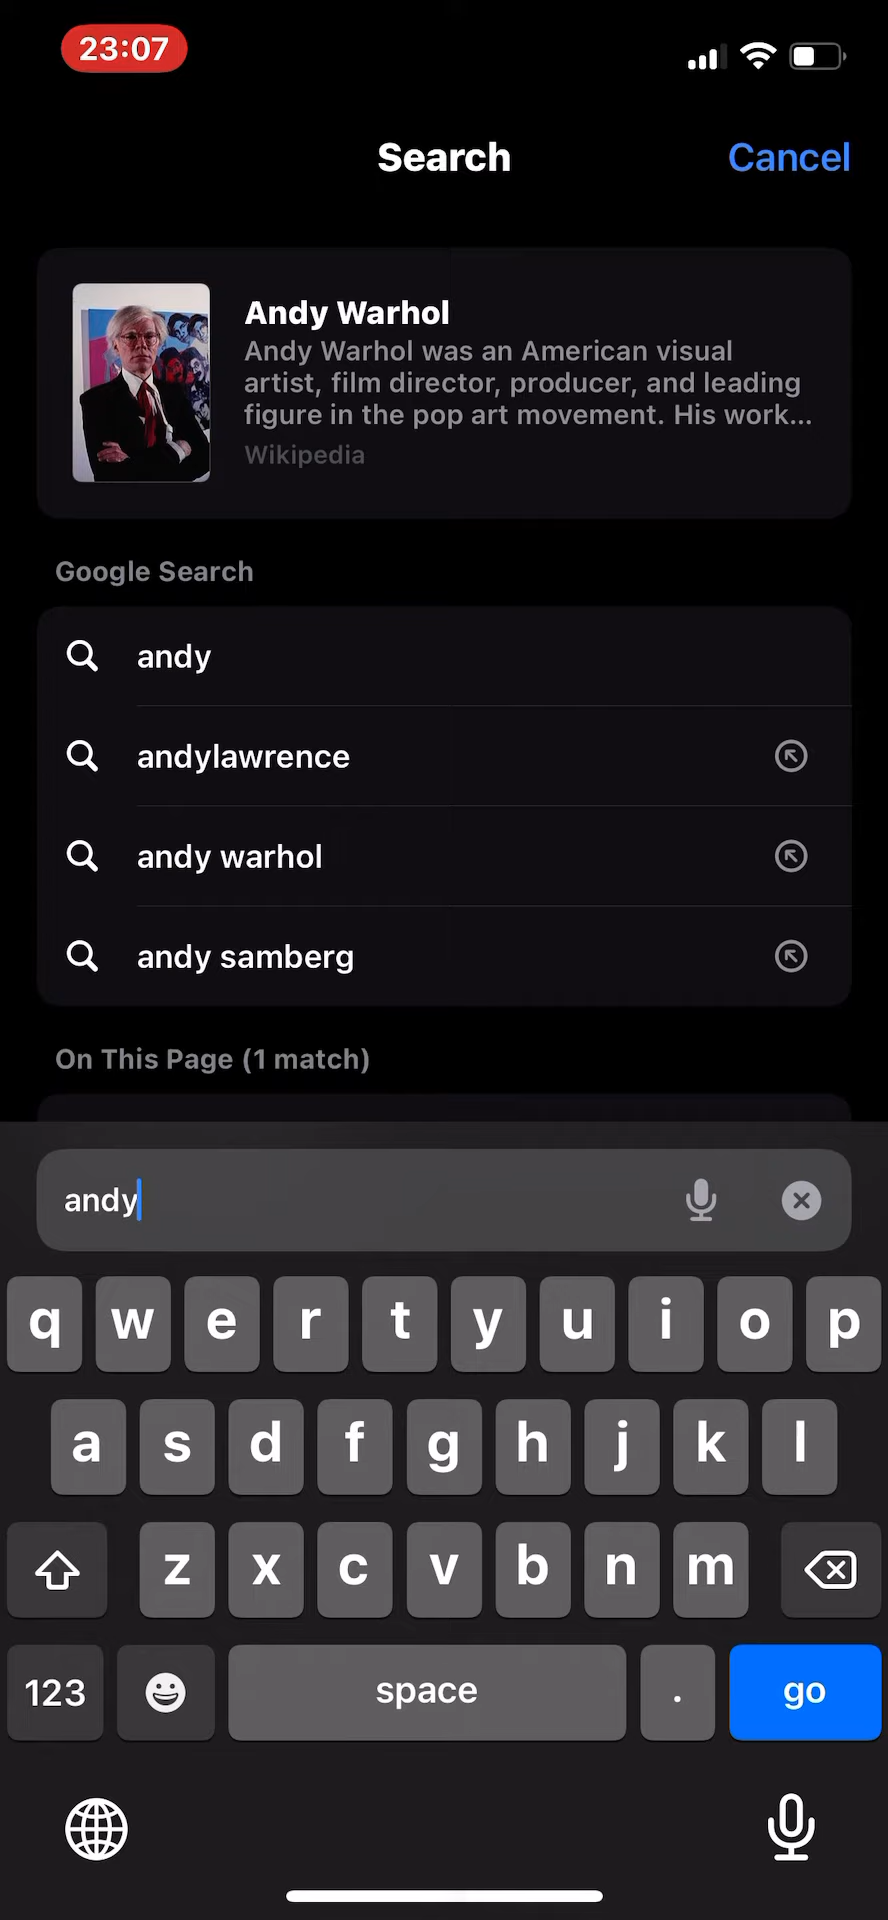 23:07
Search
Cancel
Andy Warhol
Andy Warhol was an American visual
artist, film director, producer, and leading
figure in the pop art movement. His work...
Wikipedia
Google Search
andy
andylawrence
andy warhol
andy samberg
On This Page (1 match)
andy
q w e r t y u i o p
a s d f g h j k l
z x c v b n m
123 space . go